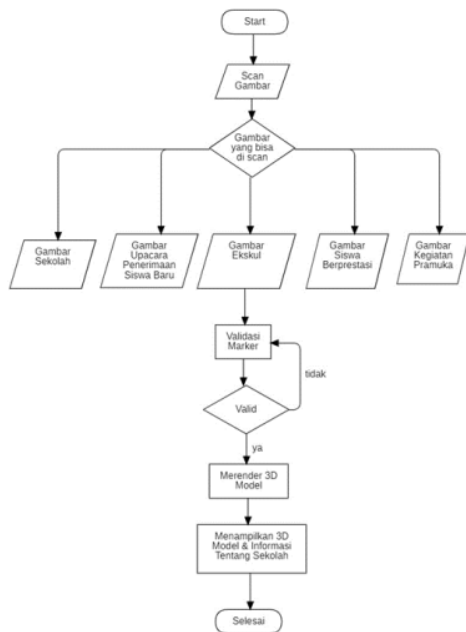 Start
Scan
Gambar
Gambar
yang bisa
di scan
Gambar
Sekolah
Gambar
Upacara
Penerimaan
Siswa Baru
Gambar
Ekskul
Gambar
Siswa
Berprestasi
Gambar
Kegiatan
Pramuka
Validasi
Marker
tidak
Valid
ya
Merender 3D
Model
Menampilkan 3D
Model & Informasi
Tentang Sekolah
Selesai